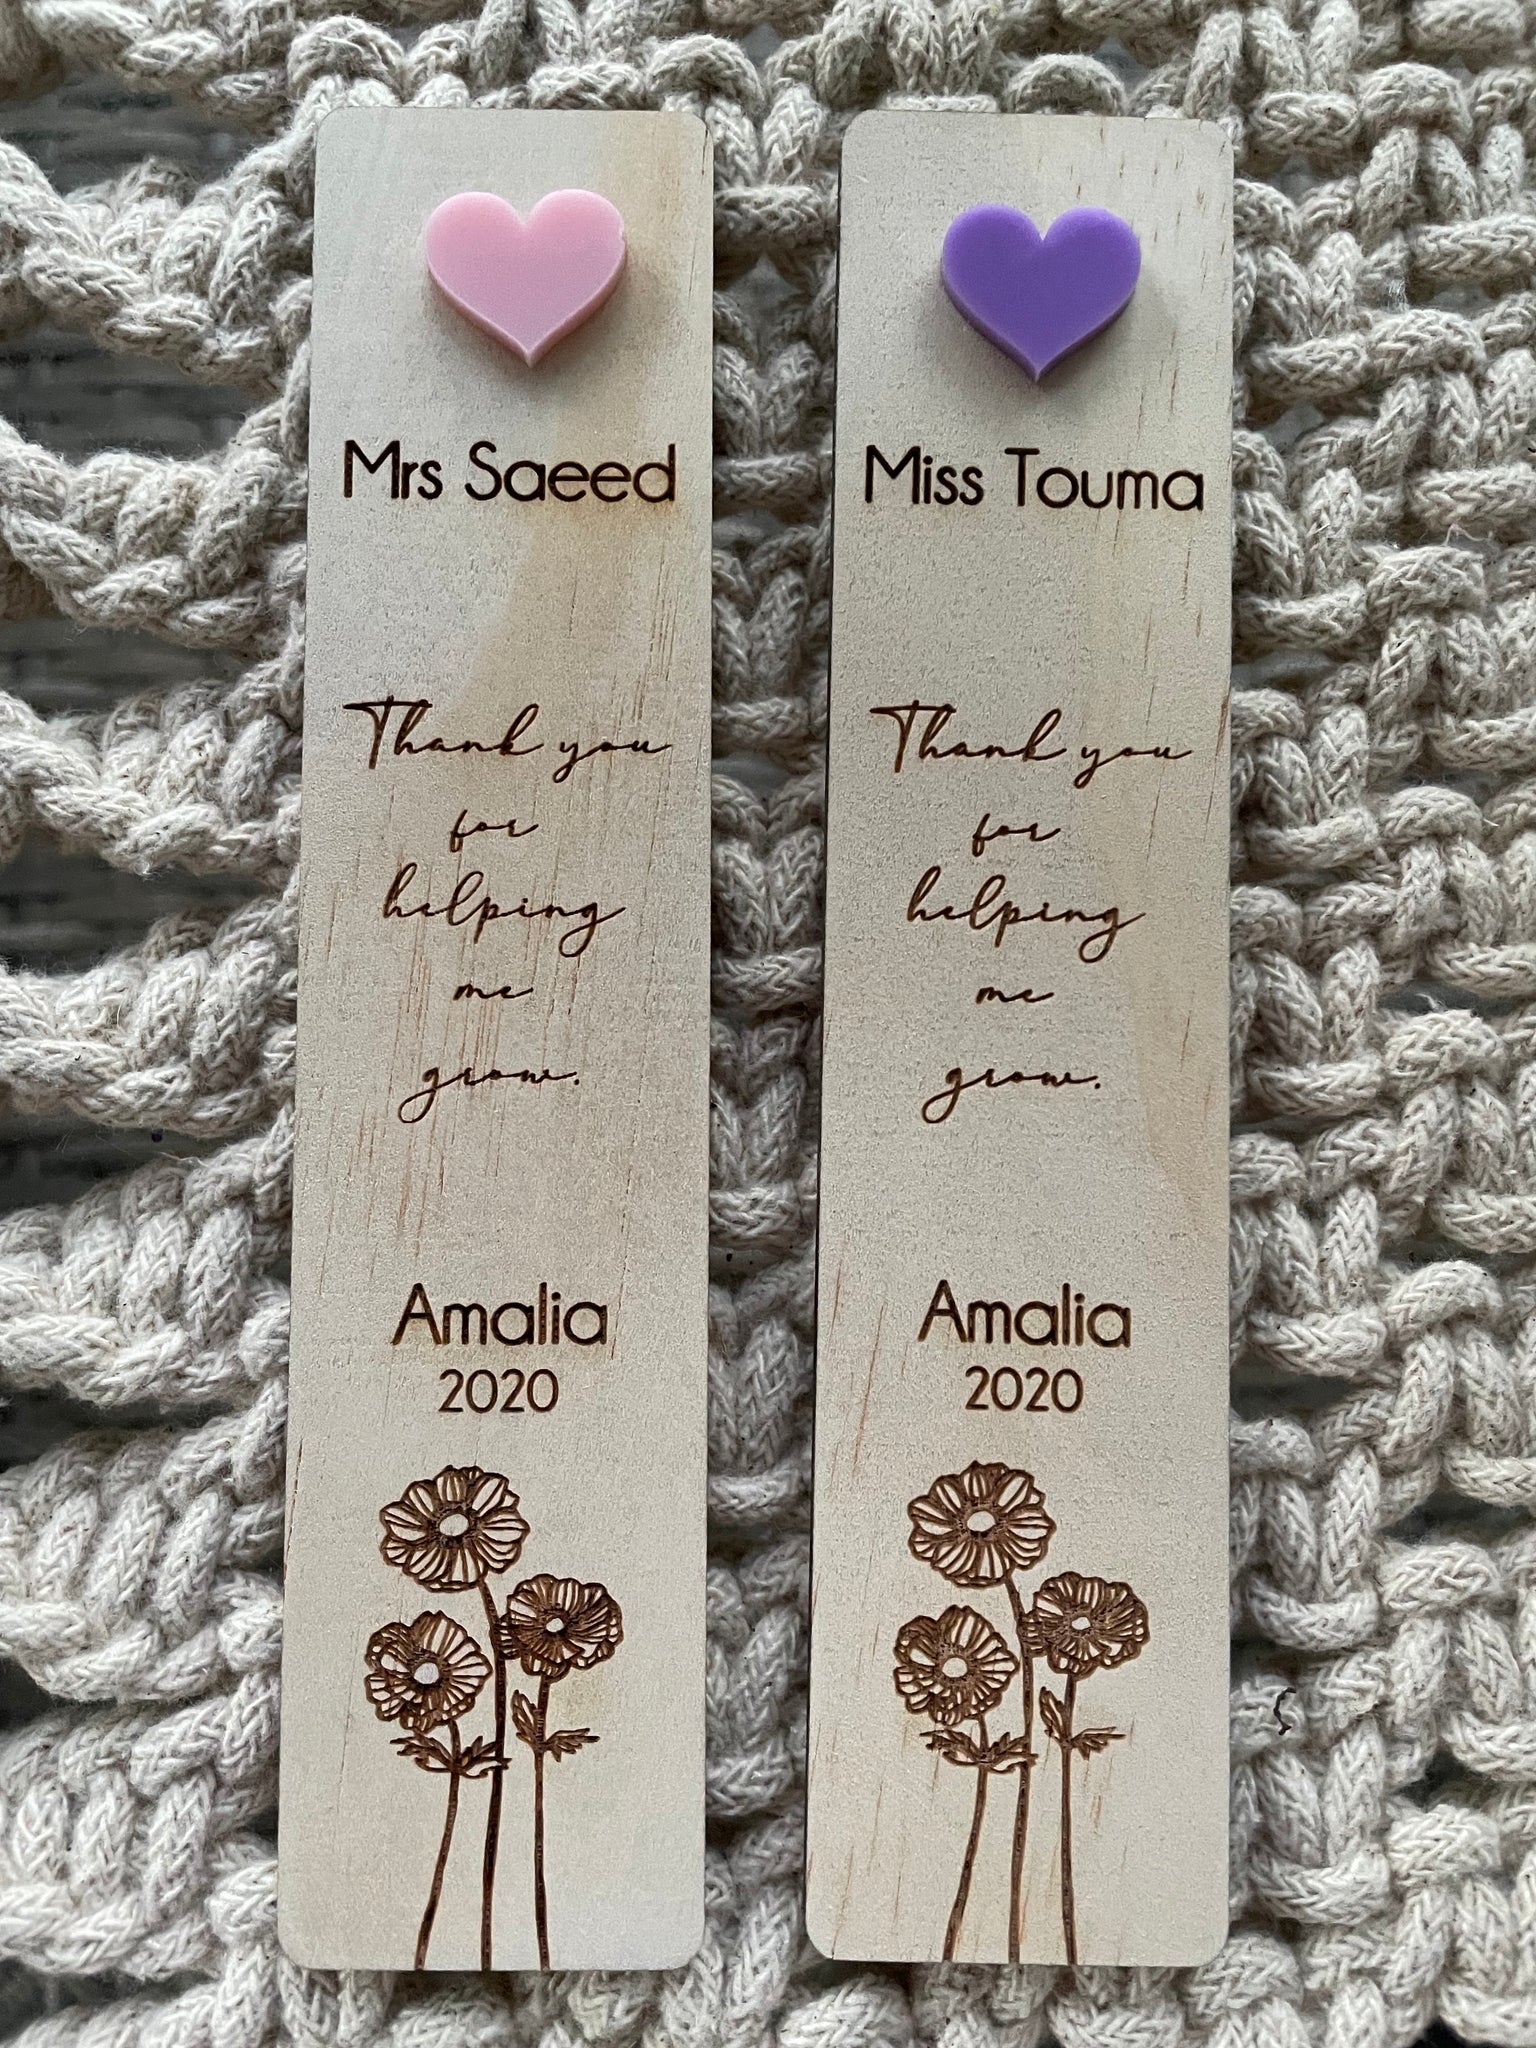 Mrs Saeed
Thank you
for
helping
me
grow.
Amalia
2020
Miss Touma
Thank you
for
helping
me
grow.
Amalia
2020